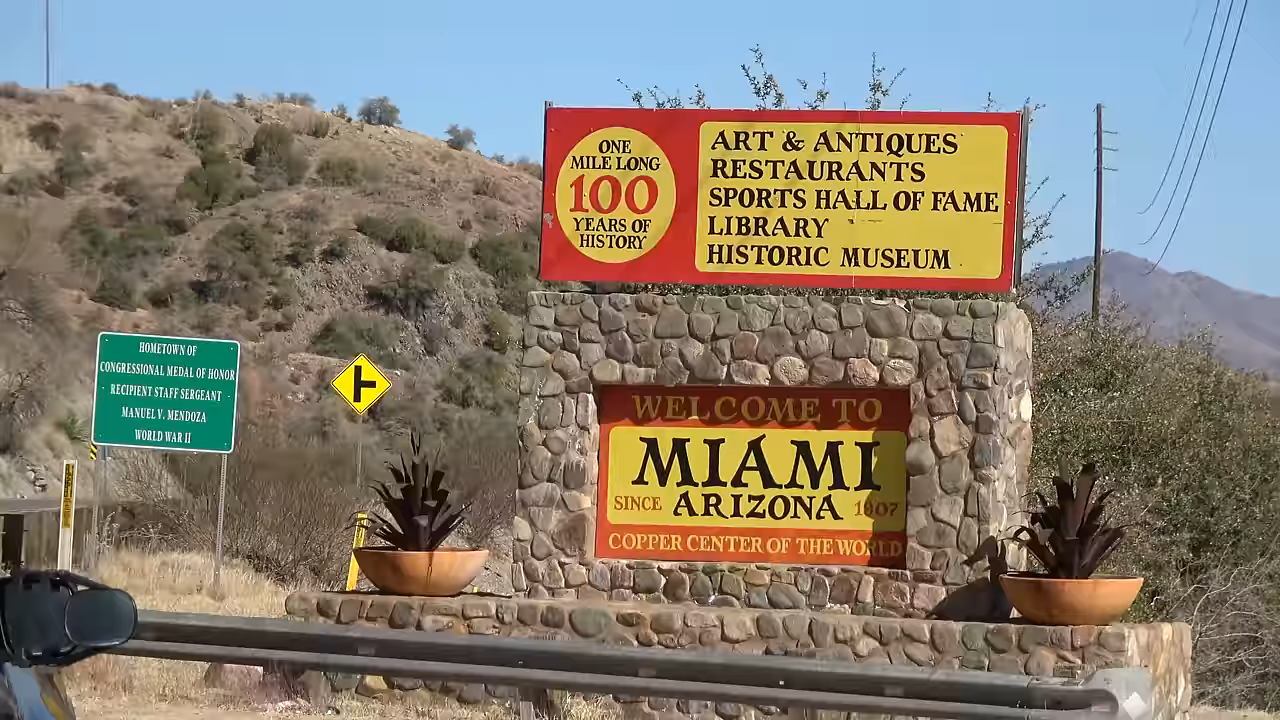 ONE
MILE LONG
100
YEARS OF
HISTORY
ART & ANTIQUES
RESTAURANTS
SPORTS HALL OF FAME
LIBRARY
HISTORIC MUSEUM
WELCOME TO
MIAMI
SINCE ARIZONA 1907
COPPER CENTER OF THE WORLD
HOMETOWN OF
CONGRESSIONAL MEDAL OF HONOR
RECIPIENT STAFF SERGEANT
MANUEL V. MENDOZA
WORLD WAR II